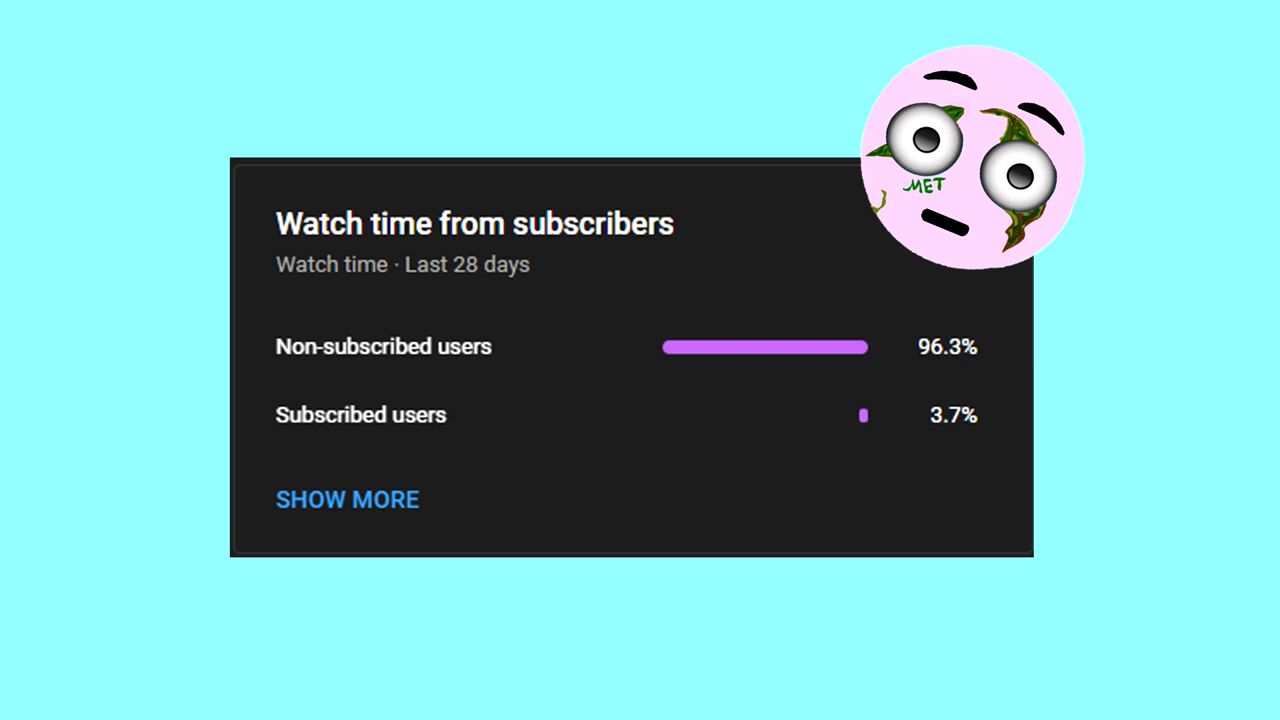 MET
Watch time from subscribers
Watch time · Last 28 days
Non-subscribed users 96.3%
Subscribed users 3.7%
SHOW MORE